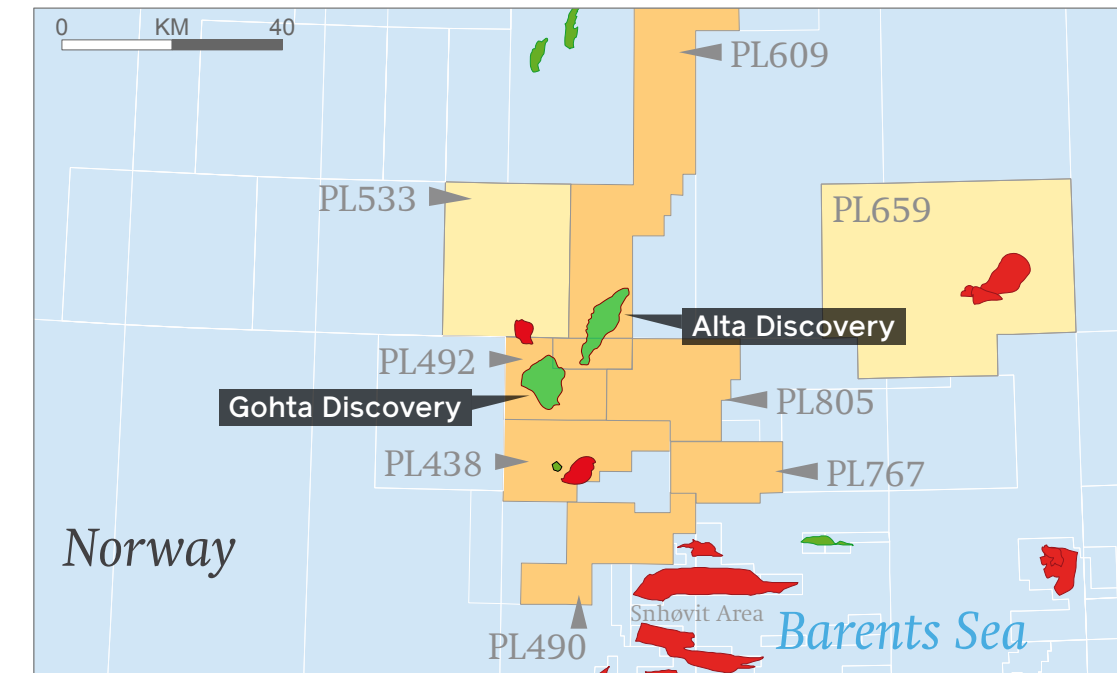 0 KM 40
PL609
PL533
PL659
Alta Discovery
PL492
Gohta Discovery
PL805
PL438
PL767
Norway
Snhøvit Area
Barents Sea
PL490